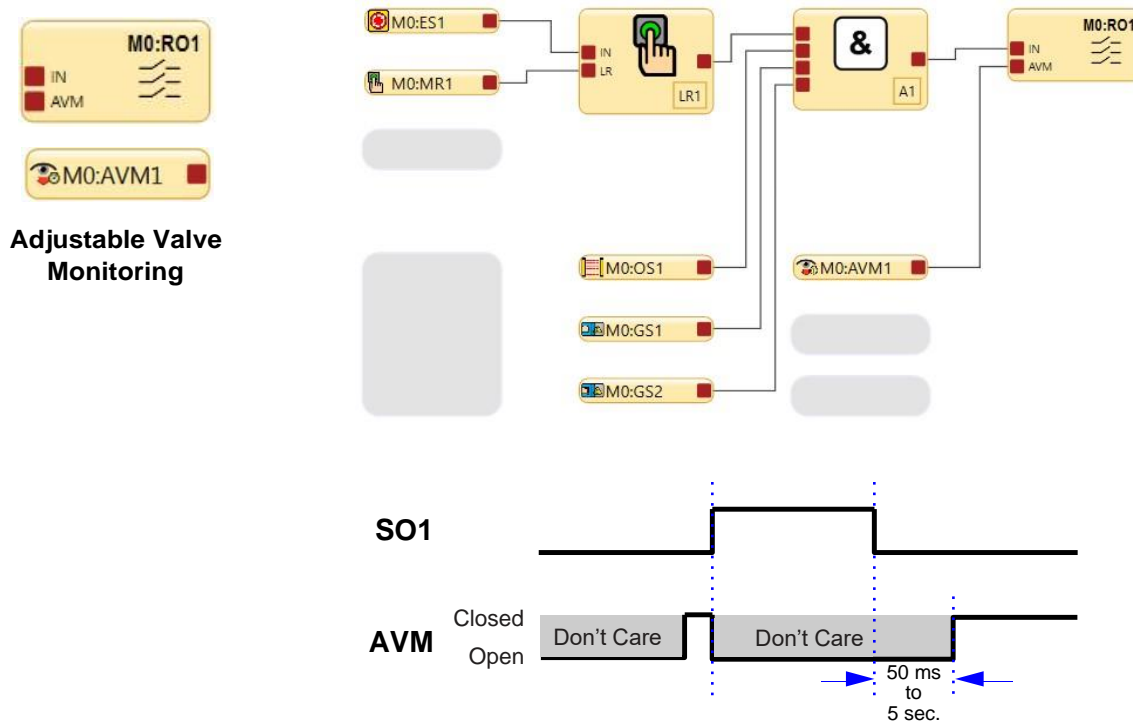 M0:RO1
IN
AVM
M0:AVM1
Adjustable Valve
Monitoring
M0:ES1
M0:MR1
IN
LR
LR1
&
A1
M0:RO1
IN
AVM
M0:OS1
M0:GS1
M0:GS2
M0:AVM1
SO1
AVM
Closed
Open
Don't Care
Don't Care
50 ms
to
5 sec.